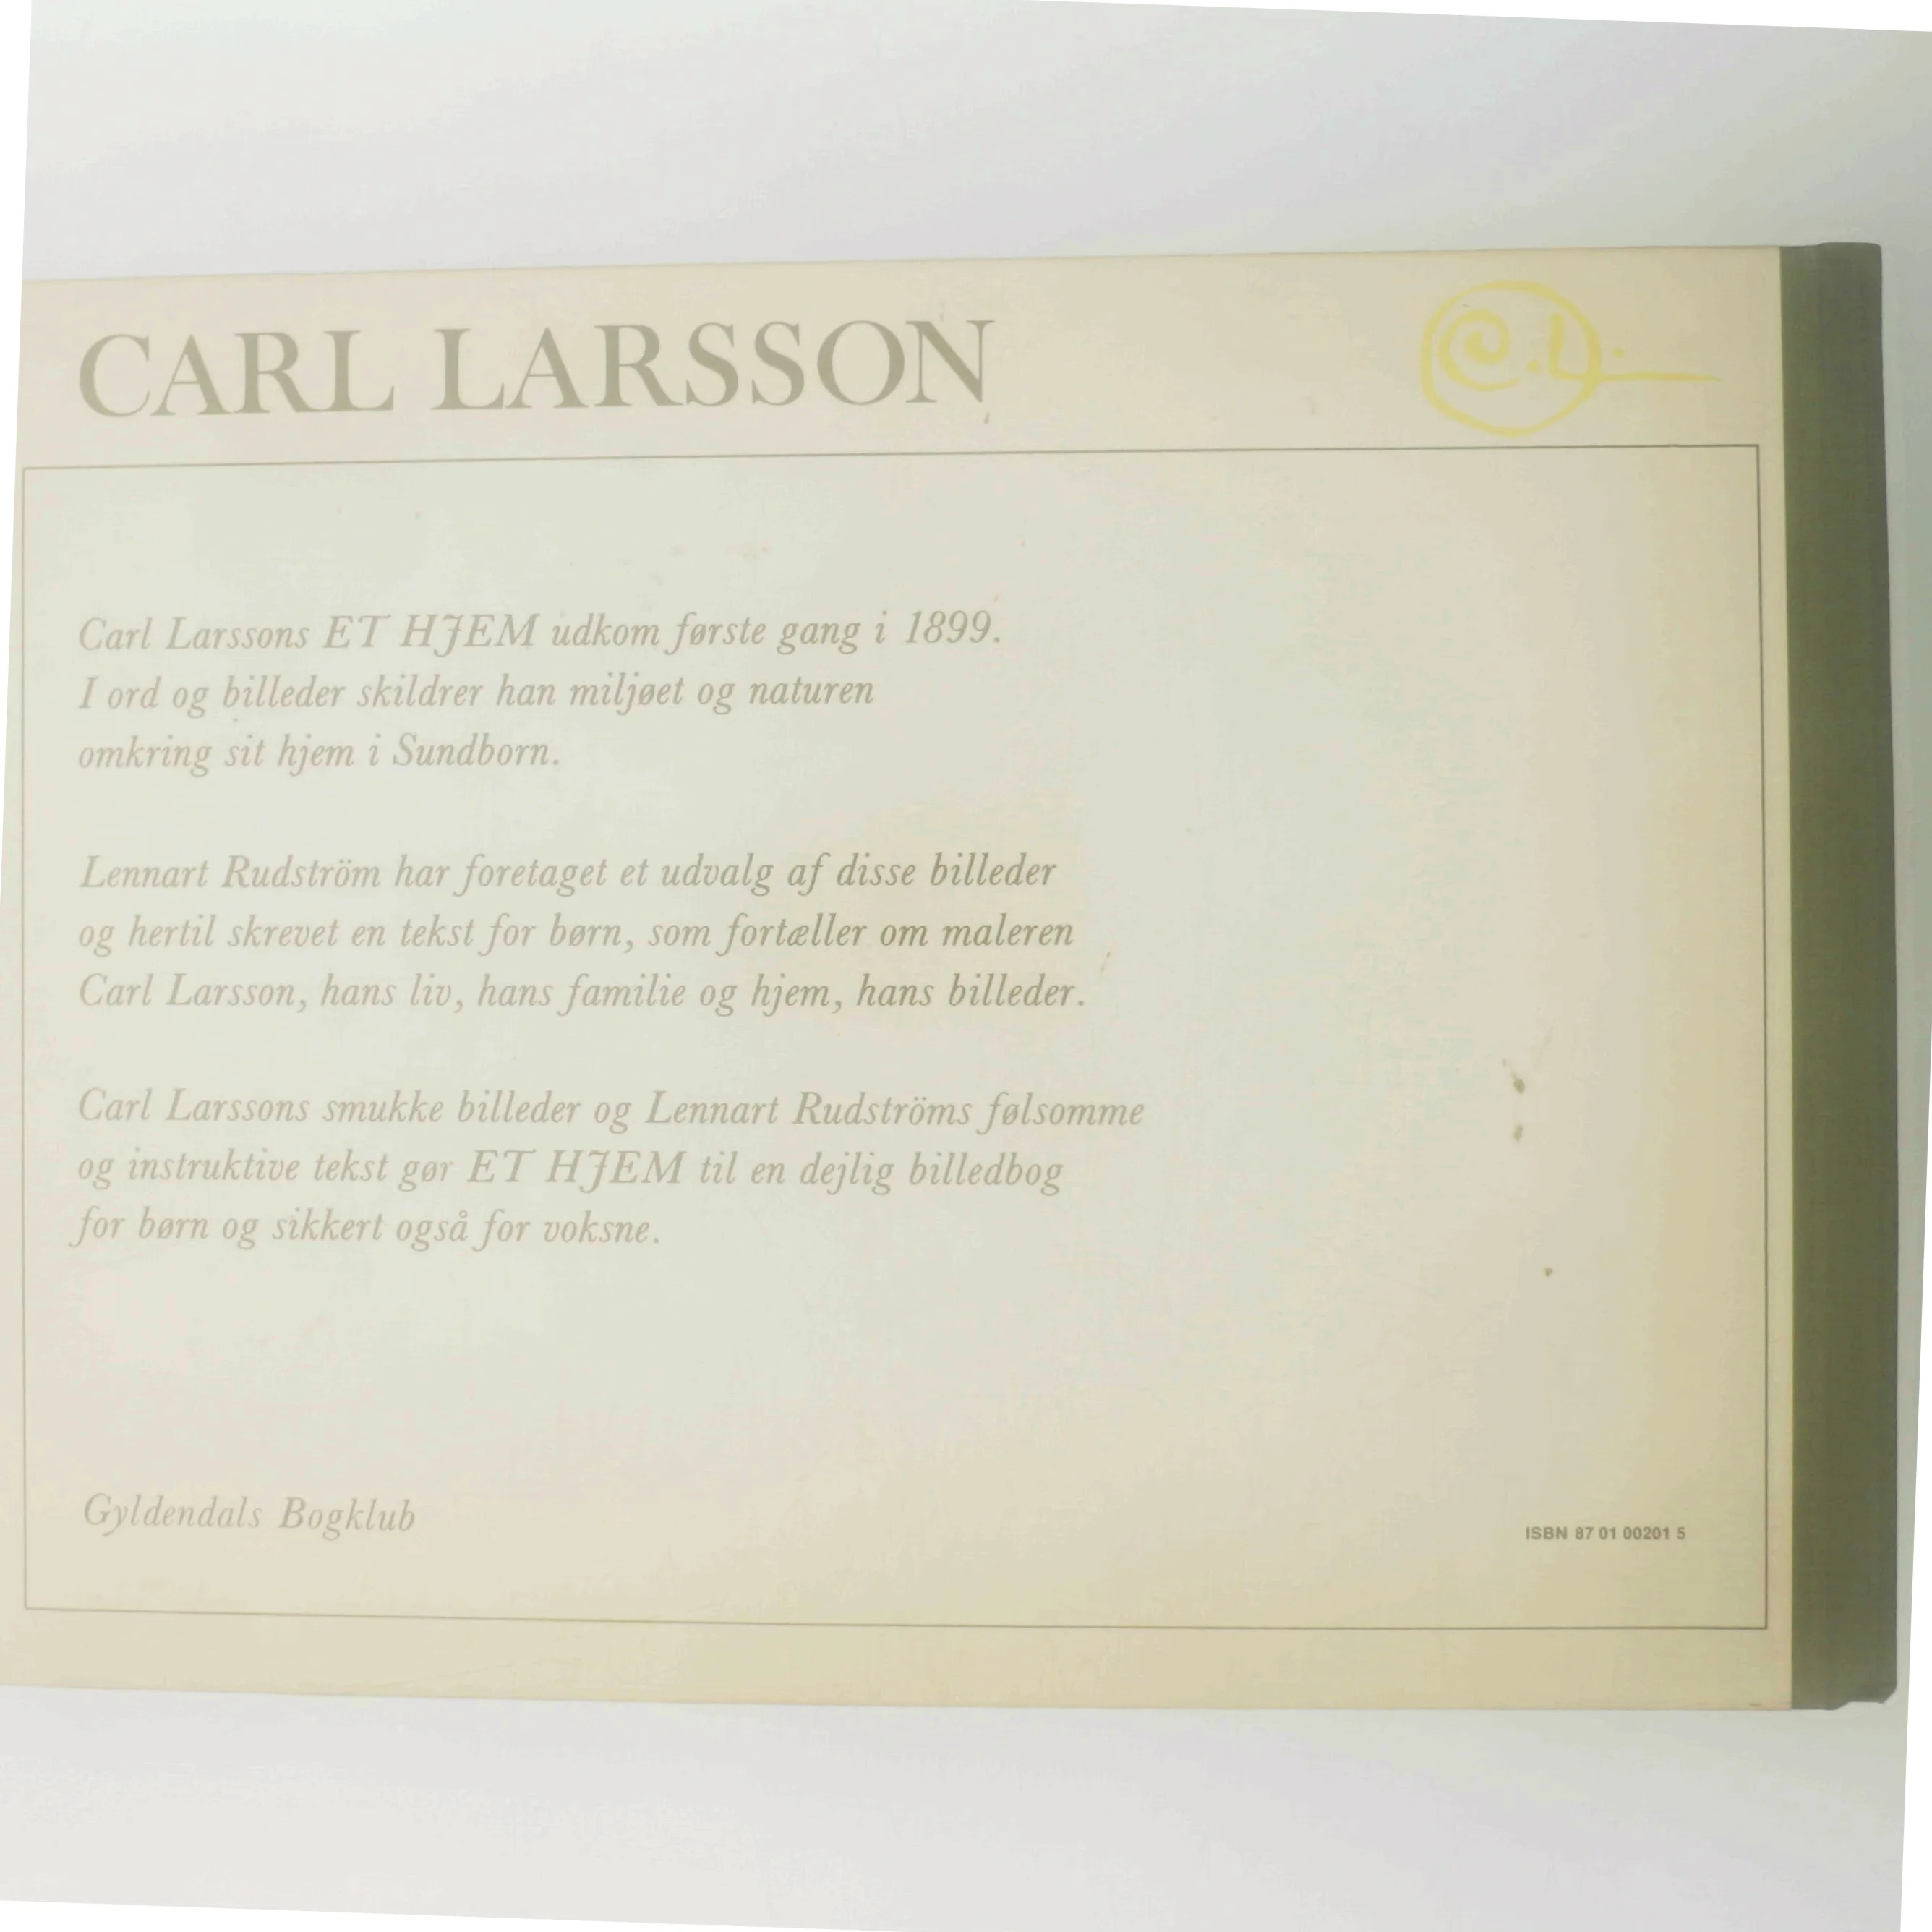 CARL LARSSON
C.L.
Carl Larssons ET HJEM udkom første gang i 1899.
I ord og billeder skildrer han miljøet og naturen
omkring sit hjem i Sundborn.
Lennart Rudström har foretaget et udvalg af disse billeder
og hertil skrevet en tekst for børn, som fortæller om maleren
Carl Larsson, hans liv, hans familie og hjem, hans billeder.
Carl Larssons smukke billeder og Lennart Rudströms følsomme
og instruktive tekst gør ET HJEM til en dejlig billedbog
for børn og sikkert også for voksne.
Gyldendals Bogklub
ISBN 87 01 00201 5